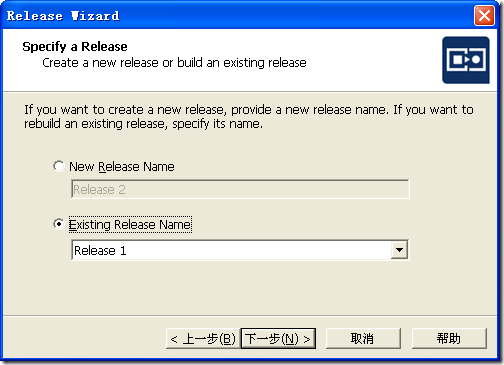 Release Wizard
Specify a Release
Create a new release or build an existing release
If you want to create a new release, provide a new release name. If you want to
rebuild an existing release, specify its name.
New Release Name
Release 2
Existing Release Name
Release 1
< 上一步(B) 下一步(N) > 取消 帮助